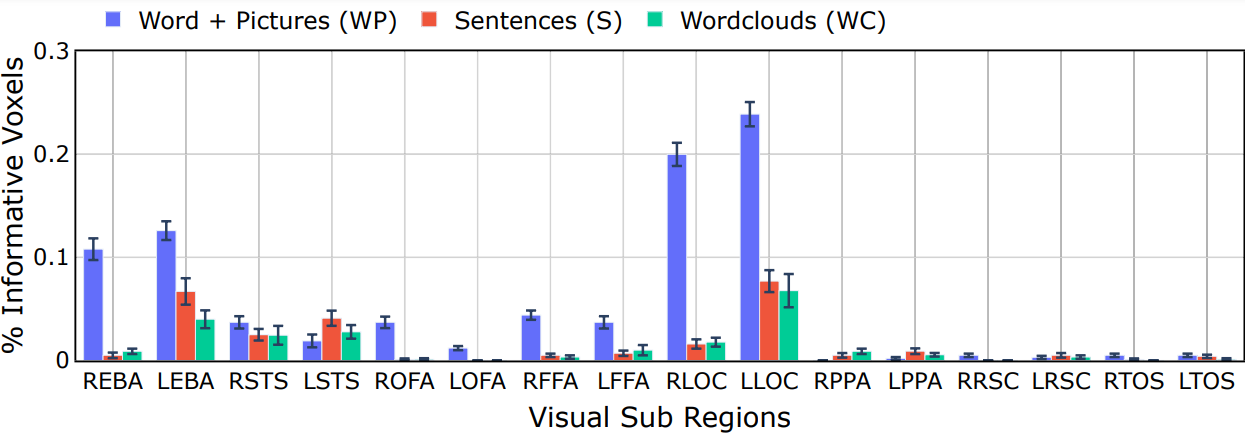 Word + Pictures (WP) Sentences (S) Wordclouds (WC)
% Informative Voxels
0.3
0.2
0.1
0
REBA LEBA RSTS LSTS ROFA LOFA RFFA LFFA RLOC LLOC RPPA LPPA RRSC LRSC RTOS LTOS
Visual Sub Regions